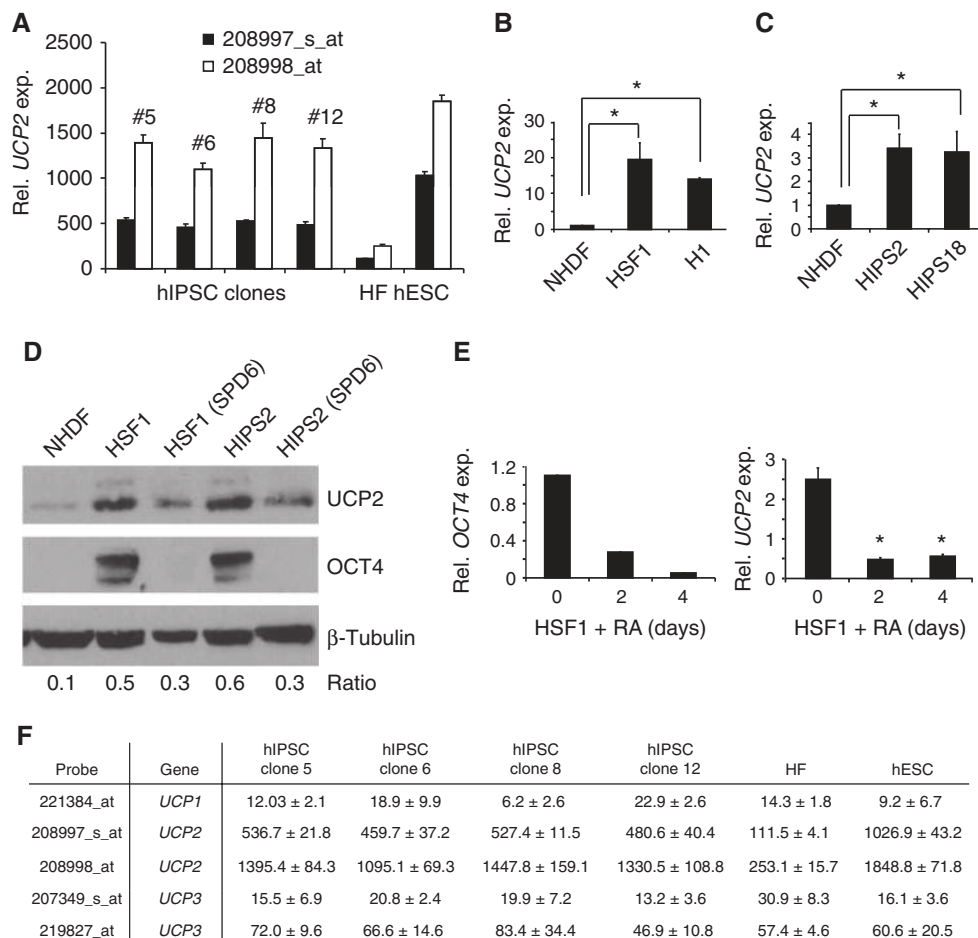 A
Rel. UCP2 exp.
2500
2000
1500
1000
500
0
208997_s_at
208998_at
#5
#6
#8
#12
hIPSC clones
HF hESC
B
Rel. UCP2 exp.
30
20
10
0
*
*
NHDF
HSF1
H1
C
Rel. UCP2 exp.
4
3
2
1
0
*
*
NHDF
HIPS2
HIPS18
D
NHDF
HSF1
HSF1 (SPD6)
HIPS2
HIPS2 (SPD6)
UCP2
OCT4
β-Tubulin
0.1 0.5 0.3 0.6 0.3 Ratio
E
Rel. OCT4 exp.
1.2
0.8
0.4
0
0 2 4
HSF1 + RA (days)
Rel. UCP2 exp.
3
2
1
0
* *
0 2 4
HSF1 + RA (days)
F
Probe Gene hIPSC clone 5 hIPSC clone 6 hIPSC clone 8 hIPSC clone 12 HF hESC
221384_at UCP1 12.03 ± 2.1 18.9 ± 9.9 6.2 ± 2.6 22.9 ± 2.6 14.3 ± 1.8 9.2 ± 6.7
208997_s_at UCP2 536.7 ± 21.8 459.7 ± 37.2 527.4 ± 11.5 480.6 ± 40.4 111.5 ± 4.1 1026.9 ± 43.2
208998_at UCP2 1395.4 ± 84.3 1095.1 ± 69.3 1447.8 ± 159.1 1330.5 ± 108.8 253.1 ± 15.7 1848.8 ± 71.8
207349_s_at UCP3 15.5 ± 6.9 20.8 ± 2.4 19.9 ± 7.2 13.2 ± 3.6 30.9 ± 8.3 16.1 ± 3.6
219827_at UCP3 72.0 ± 9.6 66.6 ± 14.6 83.4 ± 34.4 46.9 ± 10.8 57.4 ± 4.6 60.6 ± 20.5